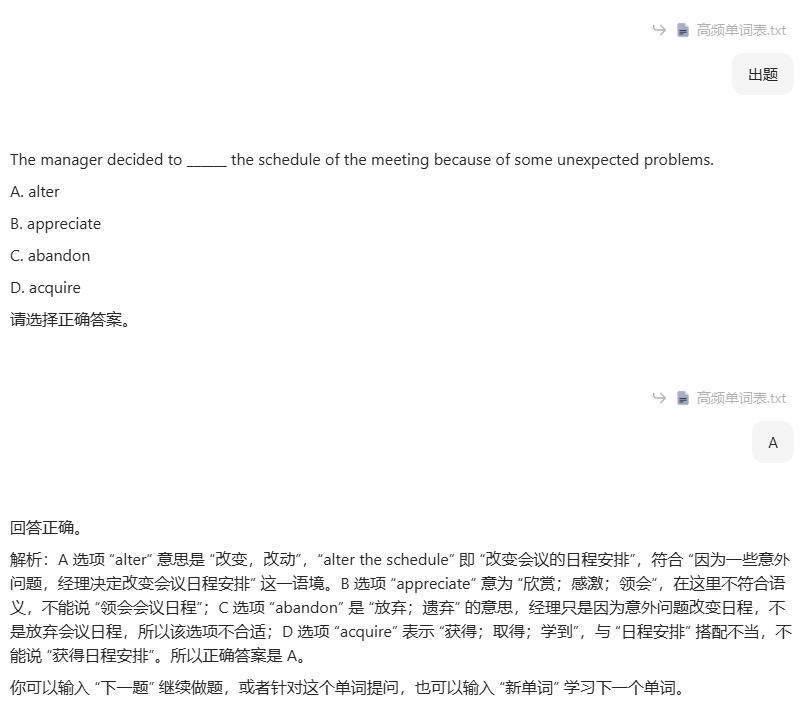 高频单词表.txt
出题
The manager decided to _____ the schedule of the meeting because of some unexpected problems.
A. alter
B. appreciate
C. abandon
D. acquire
请选择正确答案。
高频单词表.txt
A
回答正确。
解析：A 选项 “alter” 意思是 “改变，改动”，“alter the schedule” 即 “改变会议的日程安排”，符合 “因为一些意外
问题，经理决定改变会议日程安排” 这一语境。B 选项 “appreciate” 意为 “欣赏；感激；领会”，在这里不符合语
义，不能说 “领会会议日程”；C 选项 “abandon” 是 “放弃；遗弃” 的意思，经理只是因为意外问题改变日程，不
是放弃会议日程，所以该选项不合适；D 选项 “acquire” 表示 “获得；取得；学到”，与 “日程安排” 搭配不当，不
能说 “获得日程安排”。所以正确答案是 A。
你可以输入 “下一题” 继续做题，或者针对这个单词提问，也可以输入 “新单词” 学习下一个单词。